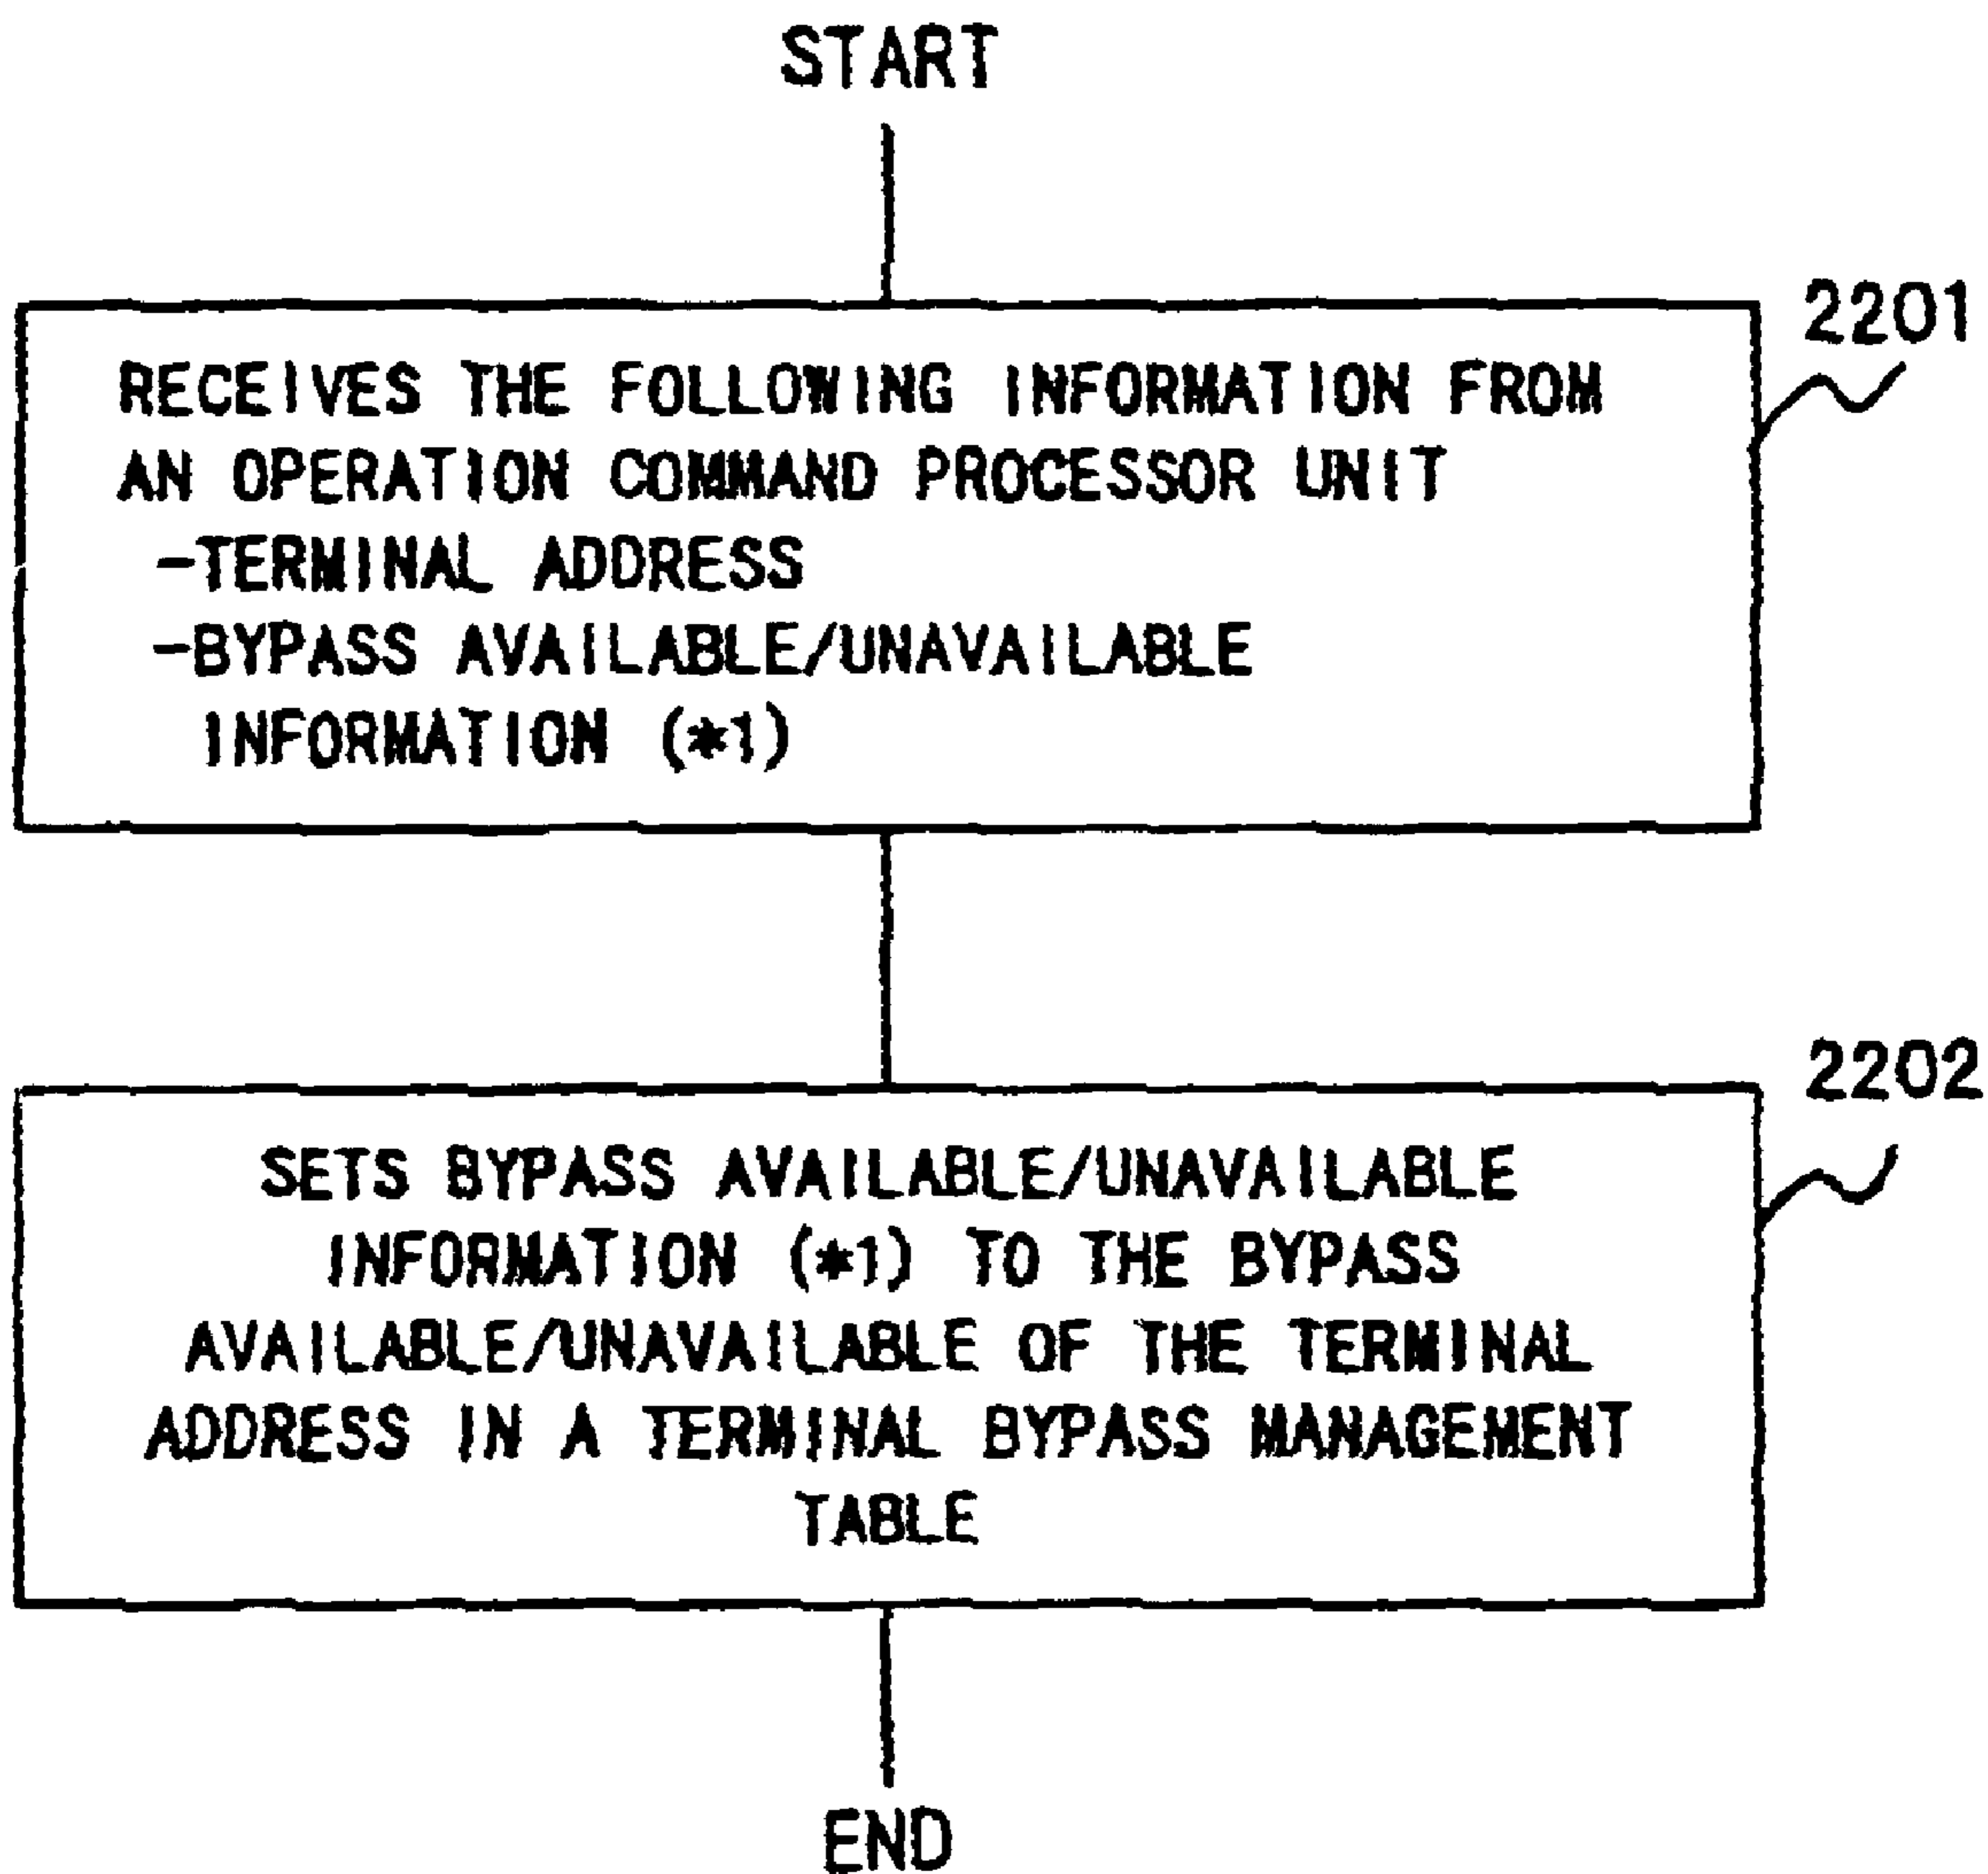 START
2201
RECEIVES THE FOLLOWING INFORMATION FROM
AN OPERATION COMMAND PROCESSOR UNIT
-TERMINAL ADDRESS
-BYPASS AVAILABLE/UNAVAILABLE
INFORMATION (*1)
2202
SETS BYPASS AVAILABLE/UNAVAILABLE
INFORMATION (*1) TO THE BYPASS
AVAILABLE/UNAVAILABLE OF THE TERMINAL
ADDRESS IN A TERMINAL BYPASS MANAGEMENT
TABLE
END